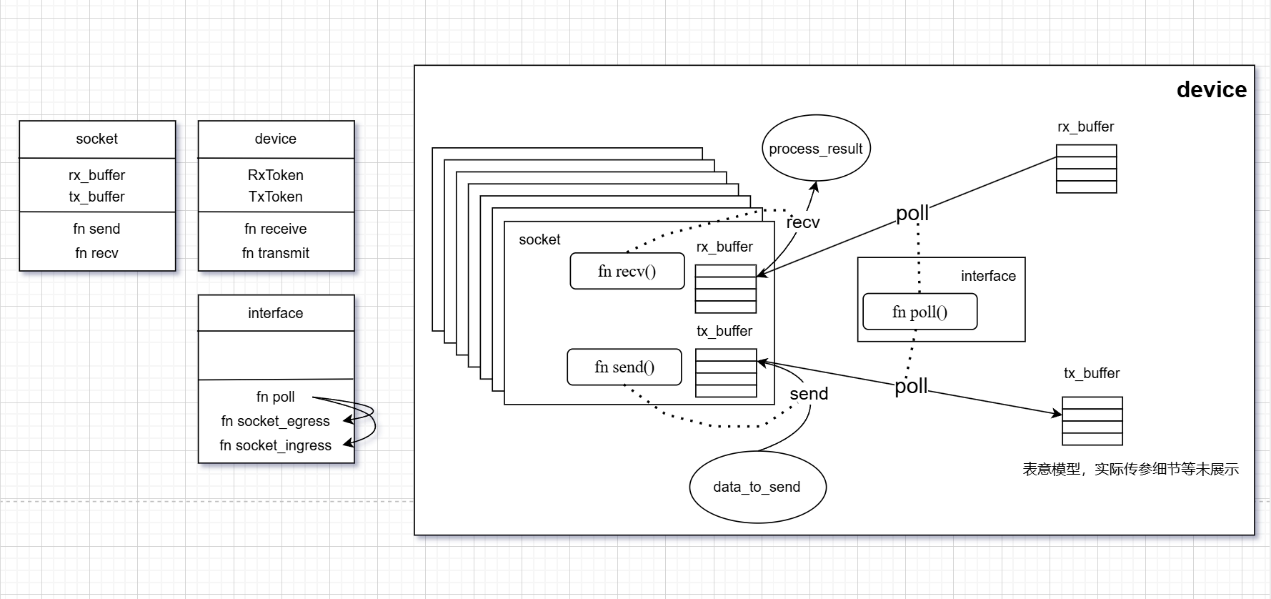 socket
rx_buffer
tx_buffer
fn send
fn recv
device
RxToken
TxToken
fn receive
fn transmit
interface
fn poll
fn socket_egress
fn socket_ingress
device
process_result
rx_buffer
poll
recv
socket
rx_buffer
fn recv()
interface
fn poll()
tx_buffer
fn send()
send
poll
tx_buffer
data_to_send
表意模型，实际传参细节等未展示